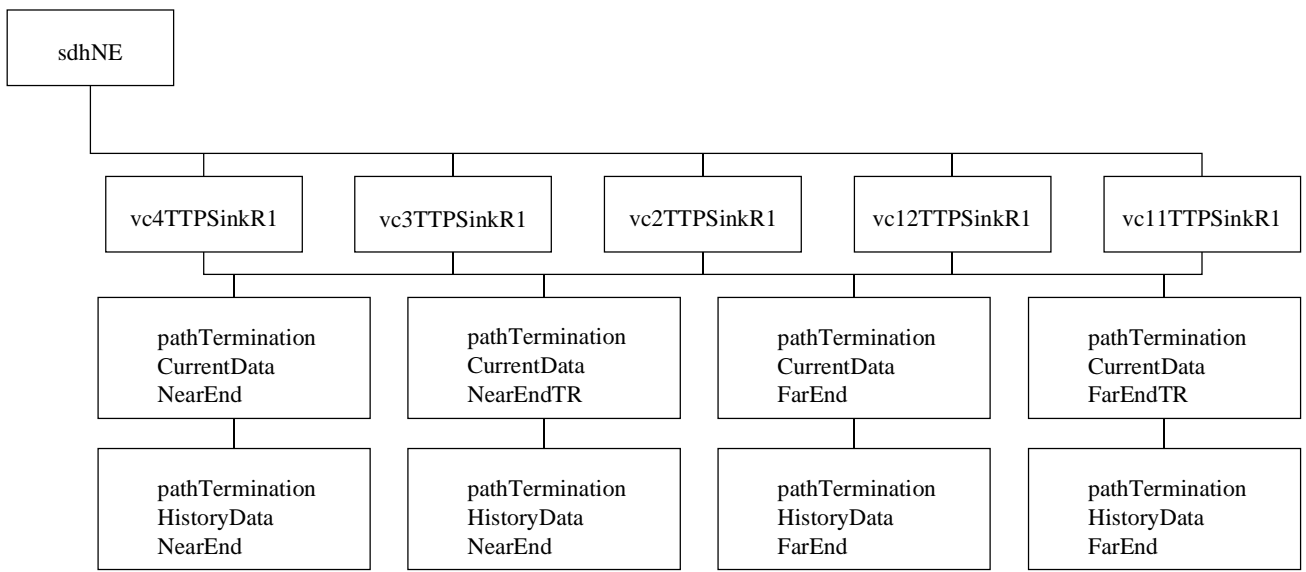 sdhNE
vc4TTPSinkR1
vc3TTPSinkR1
vc2TTPSinkR1
vc12TTPSinkR1
vc11TTPSinkR1
pathTermination
CurrentData
NearEnd
pathTermination
CurrentData
NearEndTR
pathTermination
CurrentData
FarEnd
pathTermination
CurrentData
FarEndTR
pathTermination
HistoryData
NearEnd
pathTermination
HistoryData
NearEnd
pathTermination
HistoryData
FarEnd
pathTermination
HistoryData
FarEnd